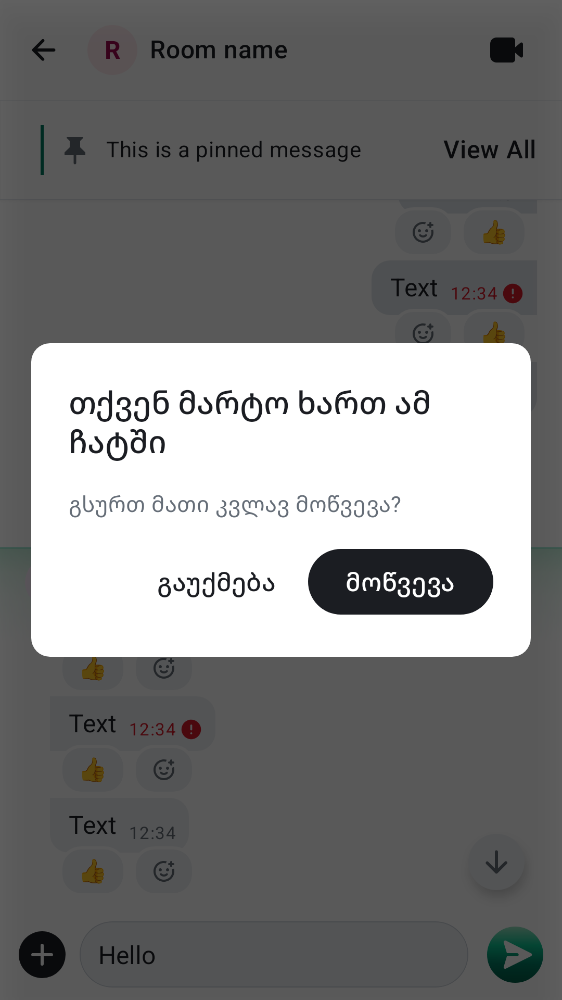 R Room name
This is a pinned message View All
Text 12:34
თქვენ მარტო ხართ ამ
ჩატში
გსურთ მათი კვლავ მოწვევა?
გაუქმება მოწვევა
Text 12:34
Text 12:34
Hello